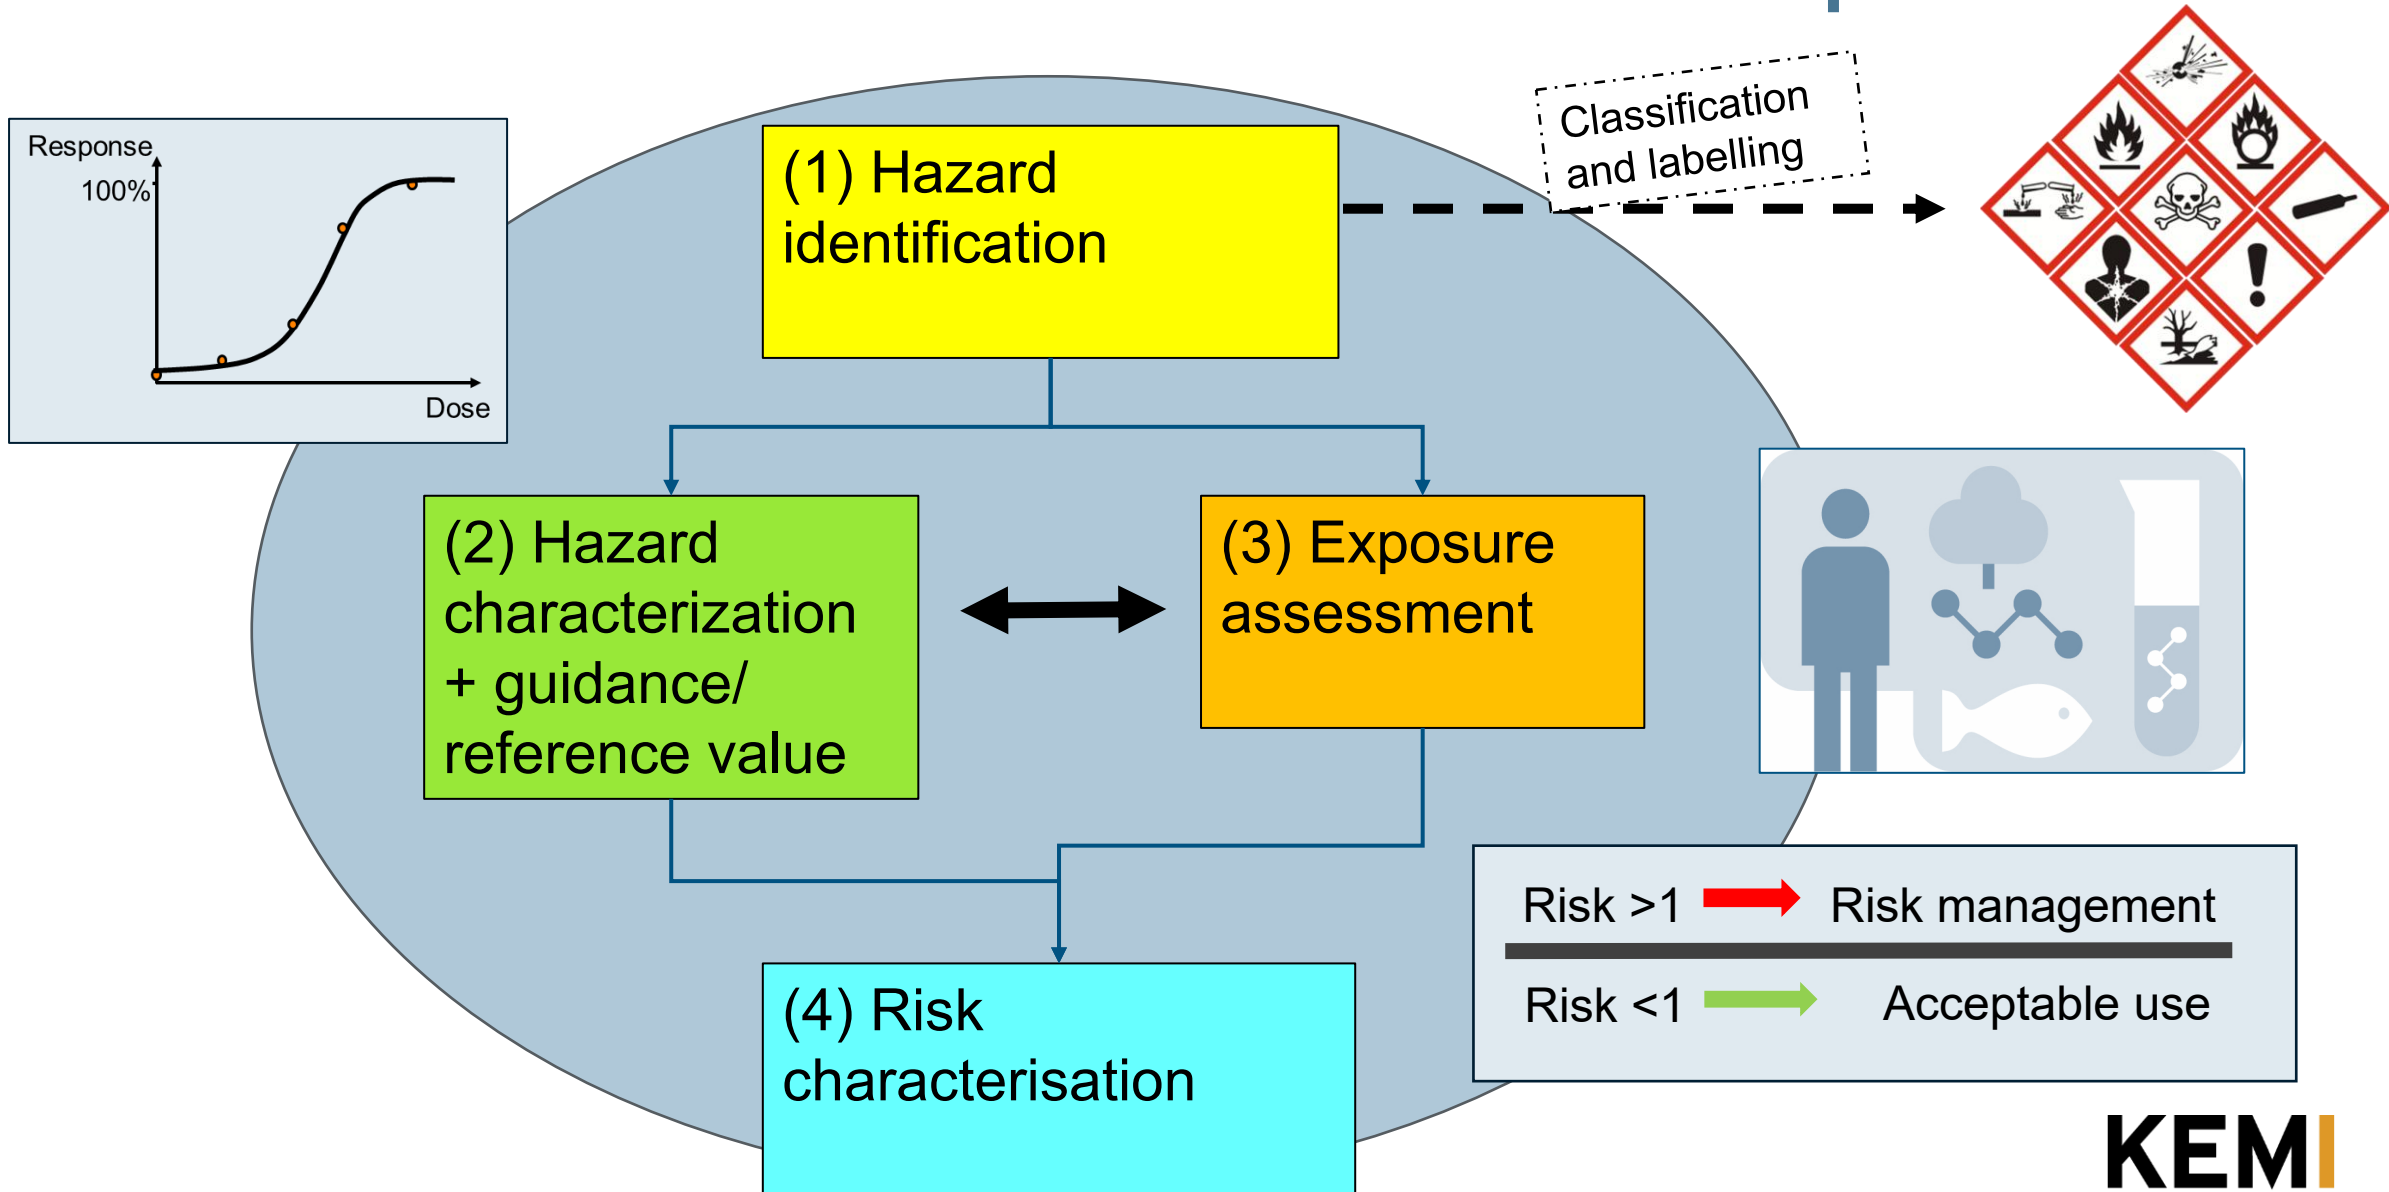 Response
100%
Dose
(1) Hazard
identification
Classification
and labelling
(2) Hazard
characterization
+ guidance/
reference value
(3) Exposure
assessment
(4) Risk
characterisation
Risk >1 Risk management
Risk <1 Acceptable use
KEMI